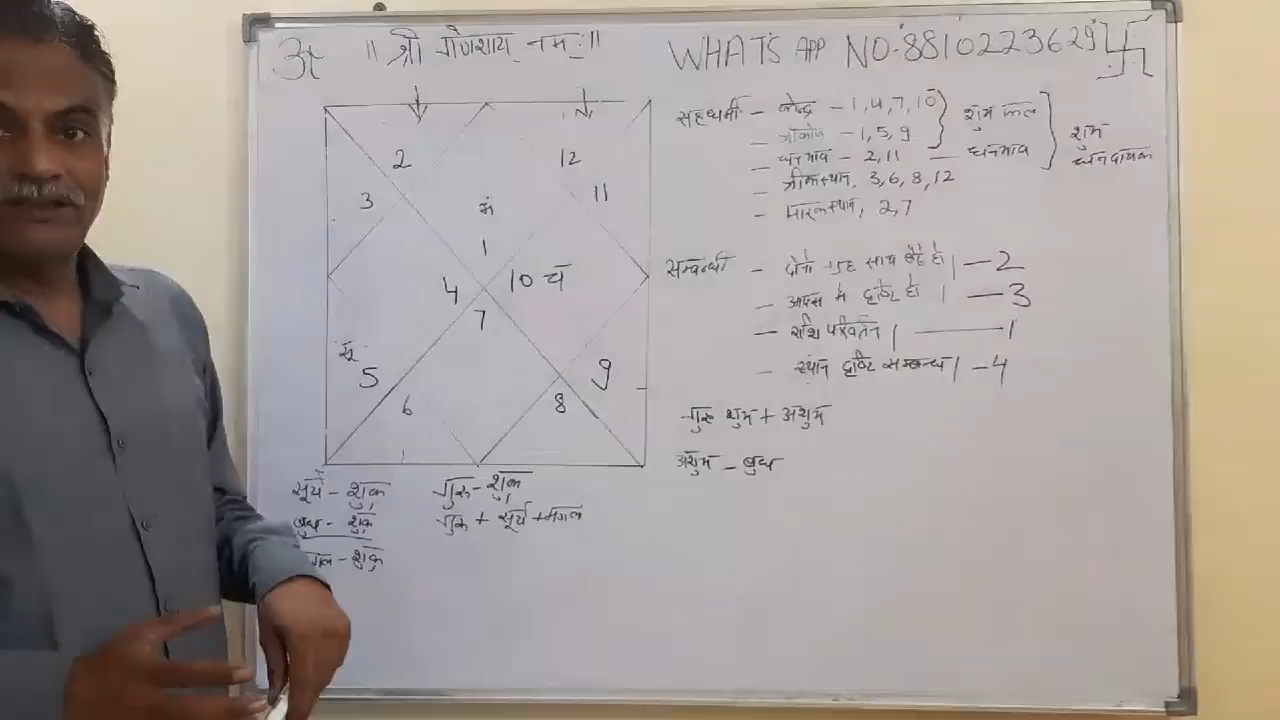 ॐ ॥ श्री गणेशाय नमः॥
WHAT'S APP NO:8810223629
सहधर्मी - केन्द्र - 1, 4, 7, 10
- त्रीकोण - 1, 5, 9
शुभ फल
- धनभाव - 2, 11 - धनभाव
शुभ
धनदायक
- त्रीकस्थान, 3, 6, 8, 12
- मारकस्थान, 2, 7
सम्बन्धी - दोनो ग्रह साथ बैठे हो। - 2
- आपस मे दृष्टि हो। - 3
- राशि परिवर्तन। - 1
- स्थान दृष्टि सम्बन्ध। - 4
गुरु शुभ + अशुभ
अशुभ - बुध
2
12
3
11
मं
1
4
10 चं
7
सू
5
9
6
8
सूर्य - शुक्र
गुरु - शुक्र
बुध - शुक्र
गुरु + सूर्य + मंगल
- शुक्र